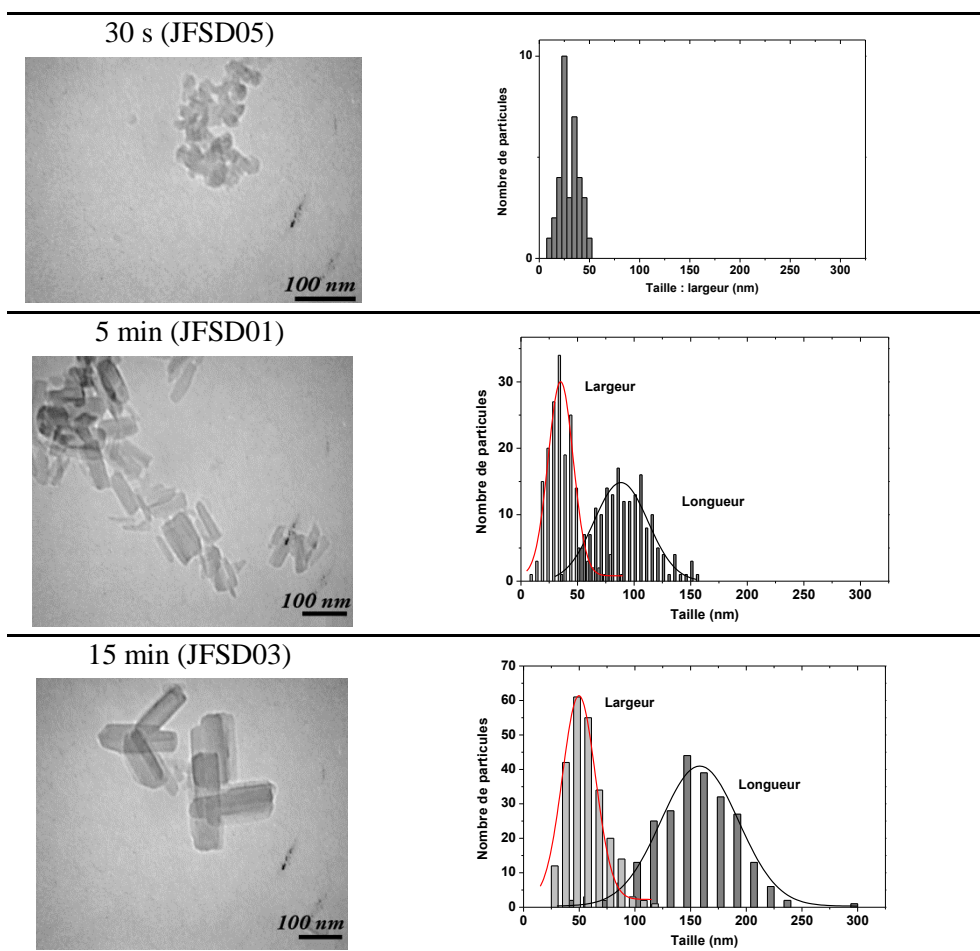 30 s (JFSD05)
100 nm
10
5
0
Nombre de particules
0 50 100 150 200 250 300
Taille : largeur (nm)
5 min (JFSD01)
100 nm
30
20
10
0
Nombre de particules
Largeur
Longueur
0 50 100 150 200 250 300
Taille (nm)
15 min (JFSD03)
100 nm
70
60
50
40
30
20
10
0
Nombre de particules
Largeur
Longueur
0 50 100 150 200 250 300
Taille (nm)